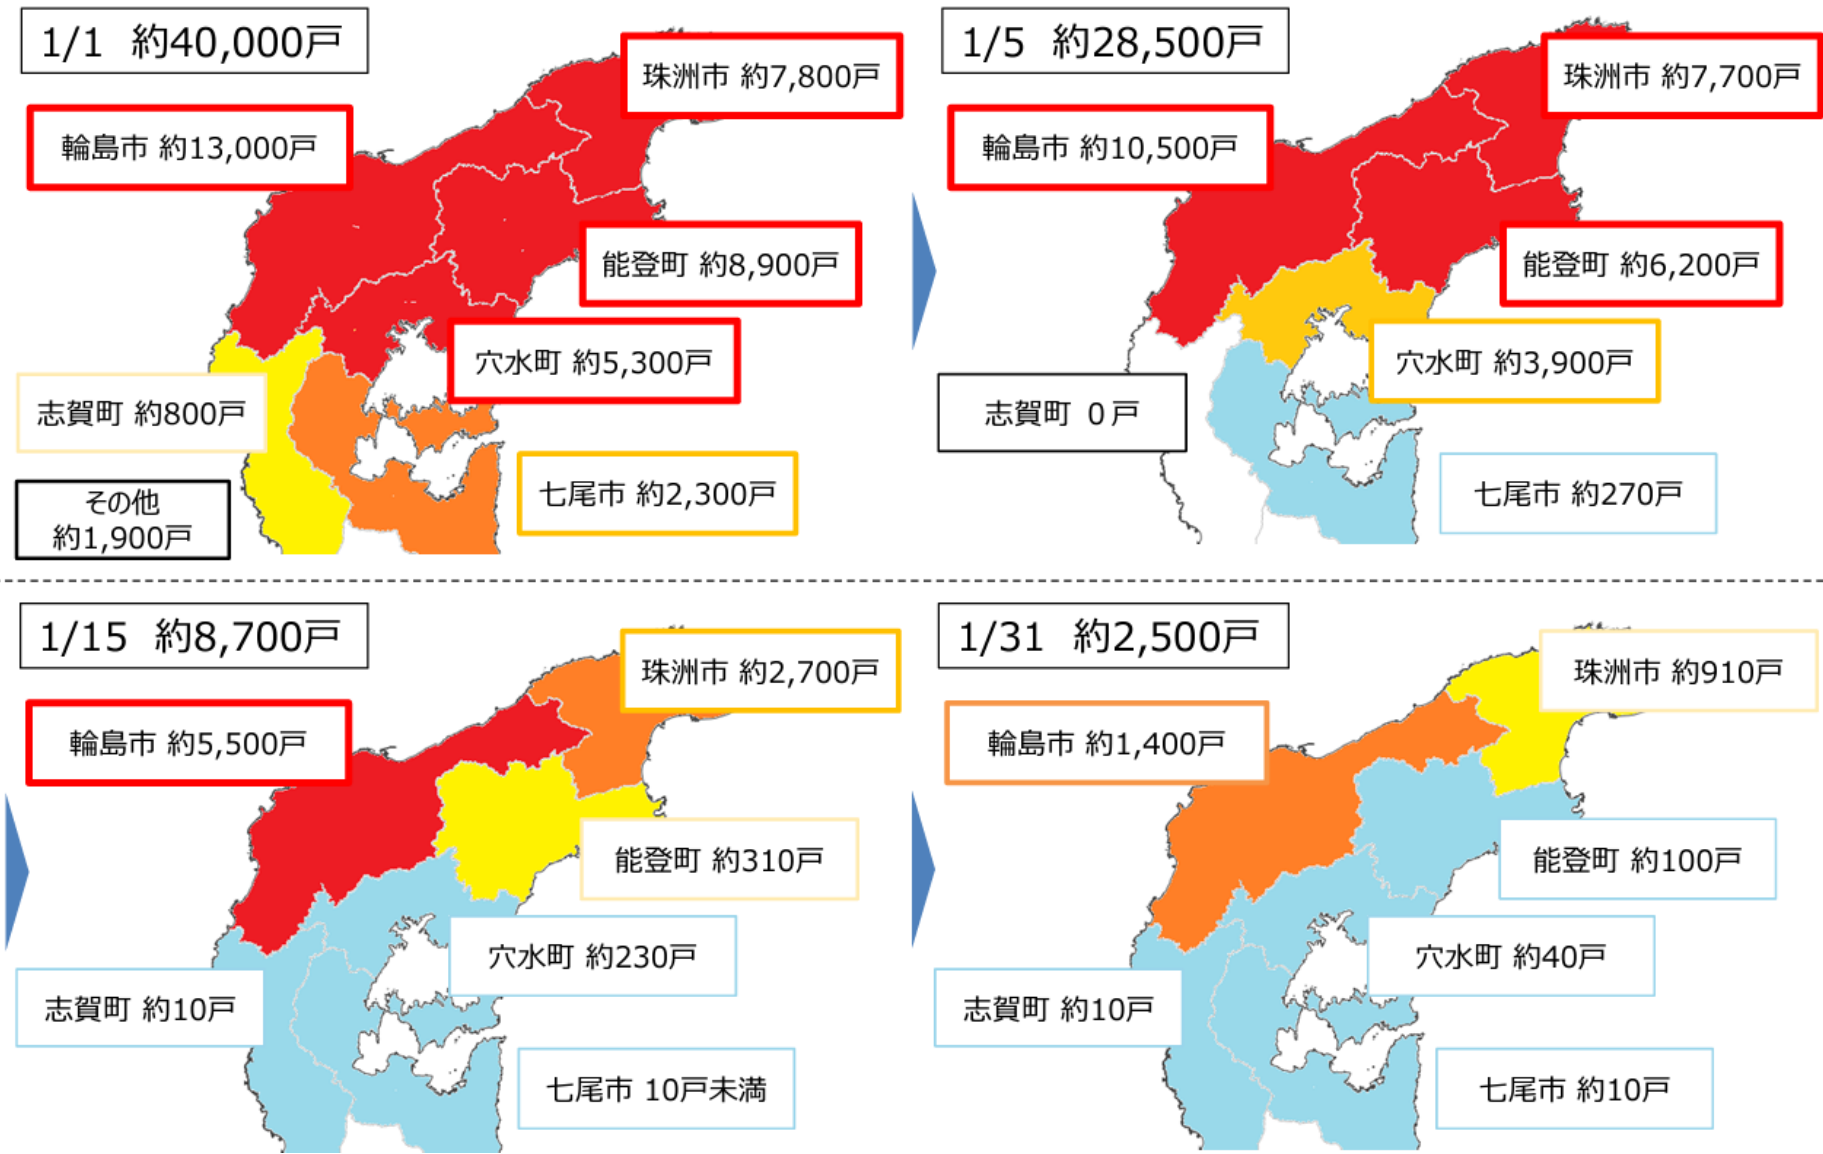 1/1 約40,000戸
珠洲市 約7,800戸
輪島市 約13,000戸
能登町 約8,900戸
穴水町 約5,300戸
志賀町 約800戸
七尾市 約2,300戸
その他
約1,900戸
1/5 約28,500戸
珠洲市 約7,700戸
輪島市 約10,500戸
能登町 約6,200戸
穴水町 約3,900戸
志賀町 0戸
七尾市 約270戸
1/15 約8,700戸
珠洲市 約2,700戸
輪島市 約5,500戸
能登町 約310戸
穴水町 約230戸
志賀町 約10戸
七尾市 10戸未満
1/31 約2,500戸
珠洲市 約910戸
輪島市 約1,400戸
能登町 約100戸
穴水町 約40戸
志賀町 約10戸
七尾市 約10戸